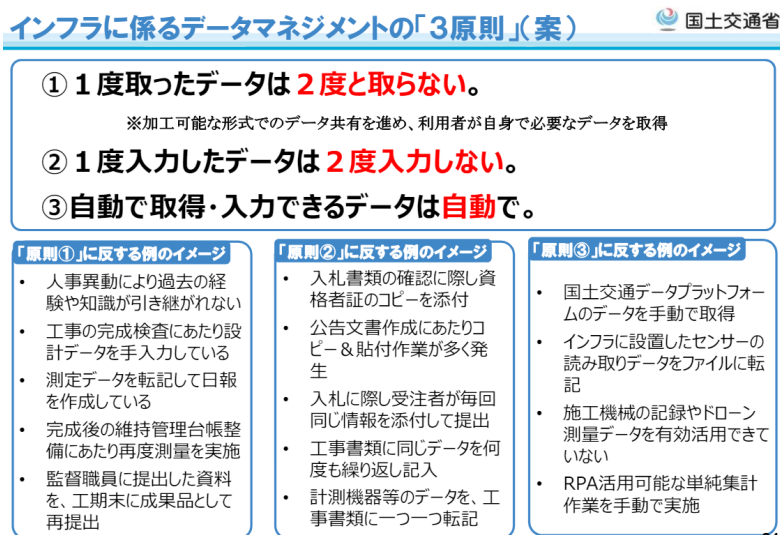 インフラに係るデータマネジメントの「３原則」（案）
国土交通省
①１度取ったデータは２度と取らない。
※加工可能な形式でのデータ共有を進め、利用者が自身で必要なデータを取得
②１度入力したデータは２度入力しない。
③自動で取得・入力できるデータは自動で。
「原則①」に反する例のイメージ
• 人事異動により過去の経
験や知識が引き継がれない
• 工事の完成検査にあたり設
計データを手入力している
• 測定データを転記して日報
を作成している
• 完成後の維持管理台帳整
備にあたり再度測量を実施
• 監督職員に提出した資料
を、工期末に成果品として
再提出
「原則②」に反する例のイメージ
• 入札書類の確認に際し資
格者証のコピーを添付
• 公告文書作成にあたりコ
ピー＆貼付作業が多く発
生
• 入札に際し受注者が毎回
同じ情報を添付して提出
• 工事書類に同じデータを何
度も繰り返し記入
• 計測機器等のデータを、工
事書類に一つ一つ転記
「原則③」に反する例のイメージ
• 国土交通データプラットフォー
ムのデータを手動で取得
• インフラに設置したセンサーの
読み取りデータをファイルに転
記
• 施工機械の記録やドローン
測量データを有効活用できて
いない
• RPA活用可能な単純集計
作業を手動で実施